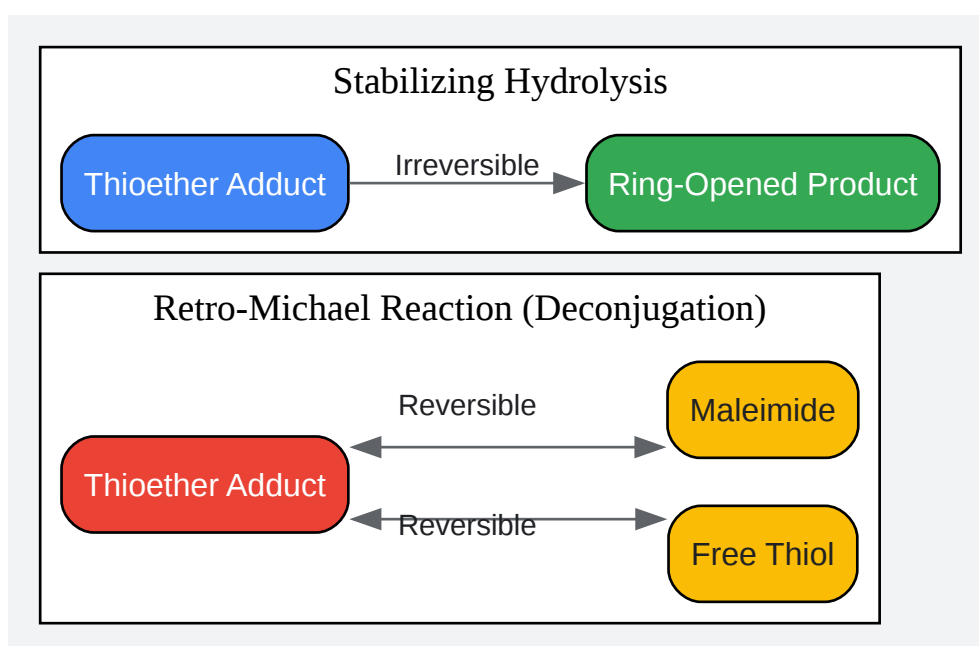 Stabilizing Hydrolysis
Thioether Adduct
Irreversible
Ring-Opened Product
Retro-Michael Reaction (Deconjugation)
Thioether Adduct
Reversible
Maleimide
Reversible
Free Thiol